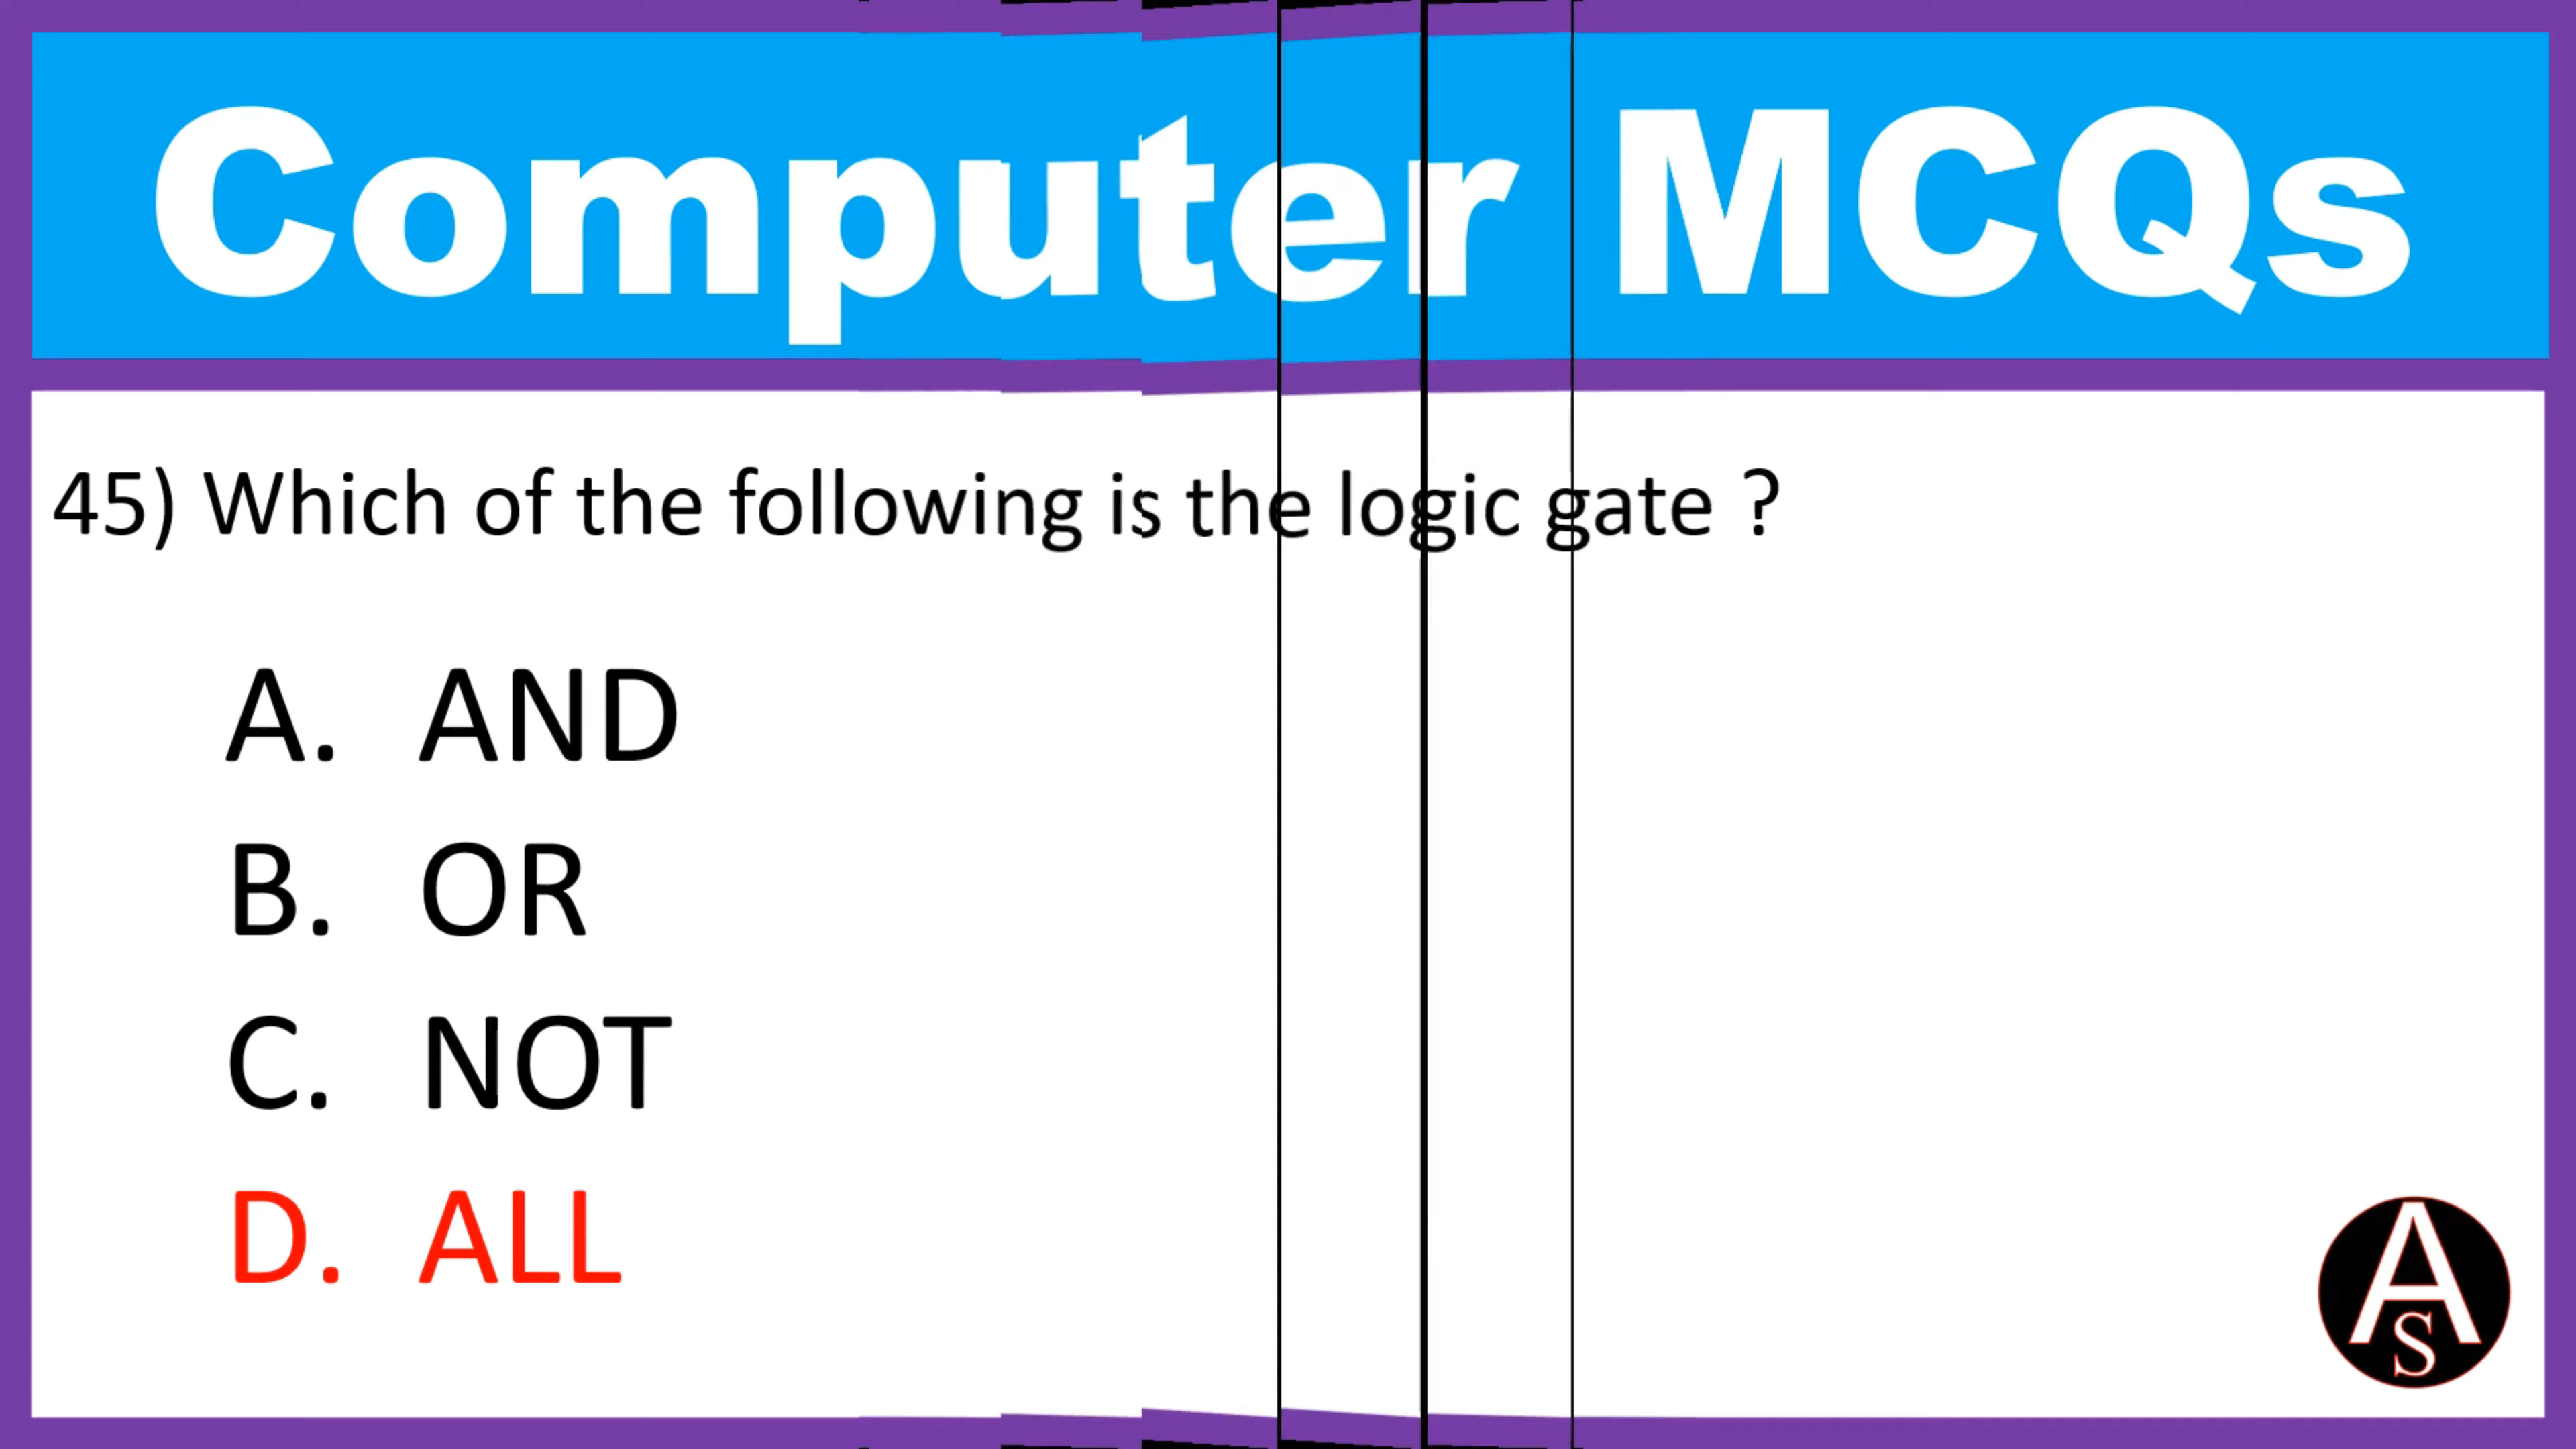 Computer MCQs
45) Which of the following is the logic gate ?
A. AND
B. OR
C. NOT
D. ALL
AS